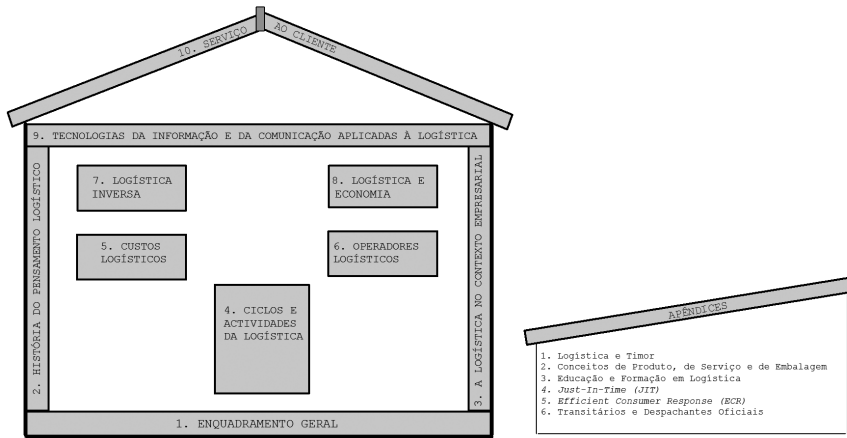 10. SERVIÇO AO CLIENTE
9. TECNOLOGIAS DA INFORMAÇÃO E DA COMUNICAÇÃO APLICADAS À LOGÍSTICA
2. HISTÓRIA DO PENSAMENTO LOGÍSTICO
7. LOGÍSTICA
INVERSA
8. LOGÍSTICA E
ECONOMIA
5. CUSTOS
LOGÍSTICOS
6. OPERADORES
LOGÍSTICOS
4. CICLOS E
ACTIVIDADES
DA LOGÍSTICA
3. A LOGÍSTICA NO CONTEXTO EMPRESARIAL
1. ENQUADRAMENTO GERAL
APÊNDICES
1. Logística e Timor
2. Conceitos de Produto, de Serviço e de Embalagem
3. Educação e Formação em Logística
4. Just-In-Time (JIT)
5. Efficient Consumer Response (ECR)
6. Transitários e Despachantes Oficiais